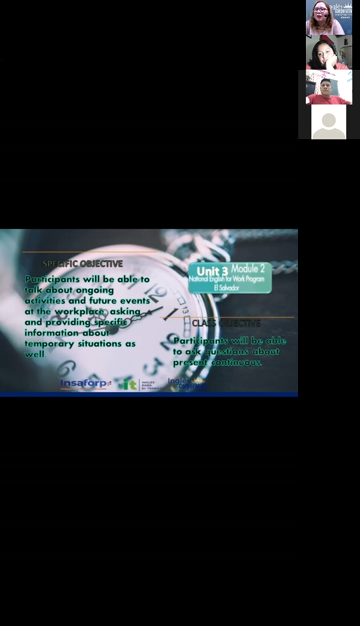 SPECIFIC OBJECTIVE
Participants will be able to
talk about ongoing
activities and future events
at the workplace, asking
and providing specific
information about
temporary situations as
well.
Unit 3 Module 2
National English for Work Program
El Salvador
CLASS OBJECTIVE
Participants will be able
to ask questions about
present continuous.
insaforp